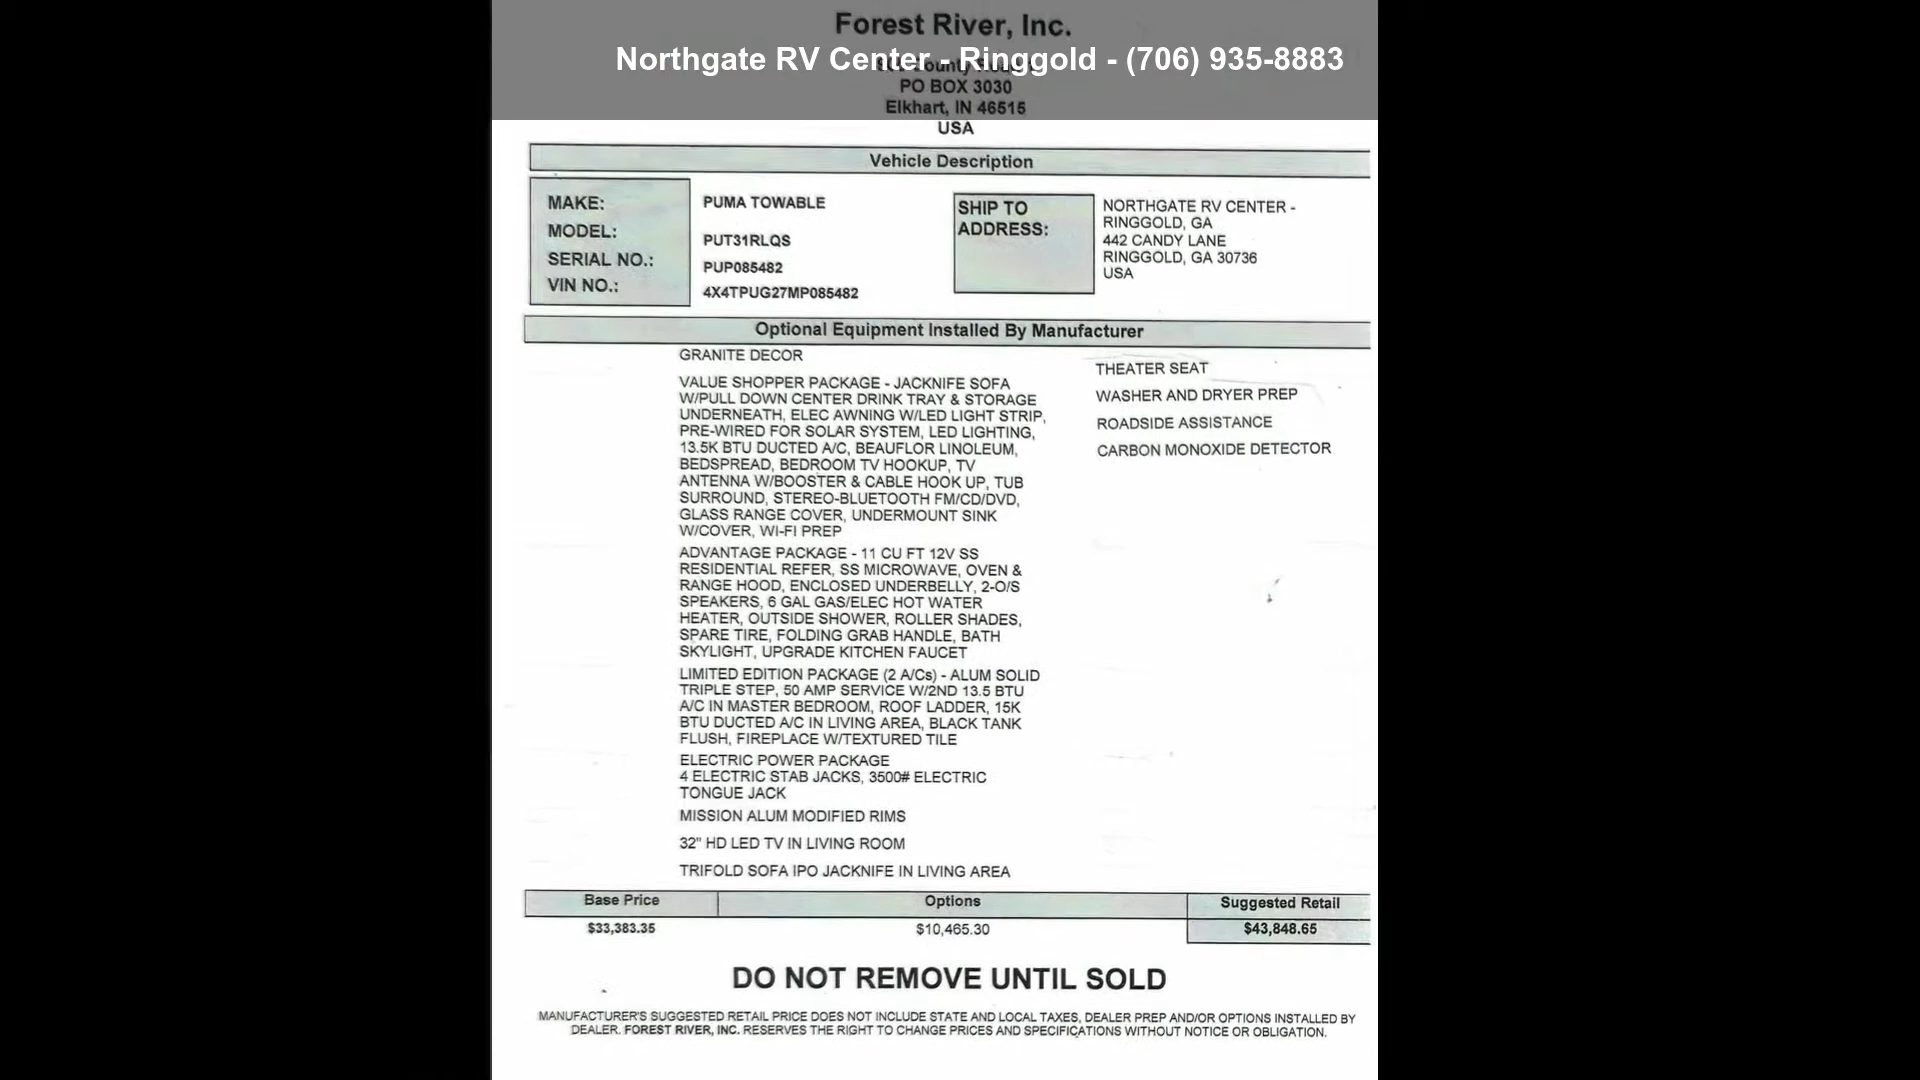 Forest River, Inc.
Northgate RV Center - Ringgold - (706) 935-8883
County
PO BOX 3030
Elkhart, IN 46515
USA
Vehicle Description
MAKE: PUMA TOWABLE
MODEL: PUT31RLQS
SERIAL NO.: PUP085482
VIN NO.: 4X4TPUG27MP085482
SHIP TO
ADDRESS:
NORTHGATE RV CENTER -
RINGGOLD, GA
442 CANDY LANE
RINGGOLD, GA 30736
USA
Optional Equipment Installed By Manufacturer
GRANITE DECOR
VALUE SHOPPER PACKAGE - JACKNIFE SOFA
W/PULL DOWN CENTER DRINK TRAY & STORAGE
UNDERNEATH, ELEC AWNING W/LED LIGHT STRIP,
PRE-WIRED FOR SOLAR SYSTEM, LED LIGHTING,
13.5K BTU DUCTED A/C, BEAUFLOR LINOLEUM,
BEDSPREAD, BEDROOM TV HOOKUP, TV
ANTENNA W/BOOSTER & CABLE HOOK UP, TUB
SURROUND, STEREO-BLUETOOTH FM/CD/DVD,
GLASS RANGE COVER, UNDERMOUNT SINK
W/COVER, WI-FI PREP
ADVANTAGE PACKAGE - 11 CU FT 12V SS
RESIDENTIAL REFER, SS MICROWAVE, OVEN &
RANGE HOOD, ENCLOSED UNDERBELLY, 2-O/S
SPEAKERS, 6 GAL GAS/ELEC HOT WATER
HEATER, OUTSIDE SHOWER, ROLLER SHADES,
SPARE TIRE, FOLDING GRAB HANDLE, BATH
SKYLIGHT, UPGRADE KITCHEN FAUCET
LIMITED EDITION PACKAGE (2 A/Cs) - ALUM SOLID
TRIPLE STEP, 50 AMP SERVICE W/2ND 13.5 BTU
A/C IN MASTER BEDROOM, ROOF LADDER, 15K
BTU DUCTED A/C IN LIVING AREA, BLACK TANK
FLUSH, FIREPLACE W/TEXTURED TILE
ELECTRIC POWER PACKAGE
4 ELECTRIC STAB JACKS, 3500# ELECTRIC
TONGUE JACK
MISSION ALUM MODIFIED RIMS
32" HD LED TV IN LIVING ROOM
TRIFOLD SOFA IPO JACKNIFE IN LIVING AREA
THEATER SEAT
WASHER AND DRYER PREP
ROADSIDE ASSISTANCE
CARBON MONOXIDE DETECTOR
Base Price Options Suggested Retail
$33,383.35 $10,465.30 $43,848.65
DO NOT REMOVE UNTIL SOLD
MANUFACTURER'S SUGGESTED RETAIL PRICE DOES NOT INCLUDE STATE AND LOCAL TAXES, DEALER PREP AND/OR OPTIONS INSTALLED BY
DEALER. FOREST RIVER, INC. RESERVES THE RIGHT TO CHANGE PRICES AND SPECIFICATIONS WITHOUT NOTICE OR OBLIGATION.